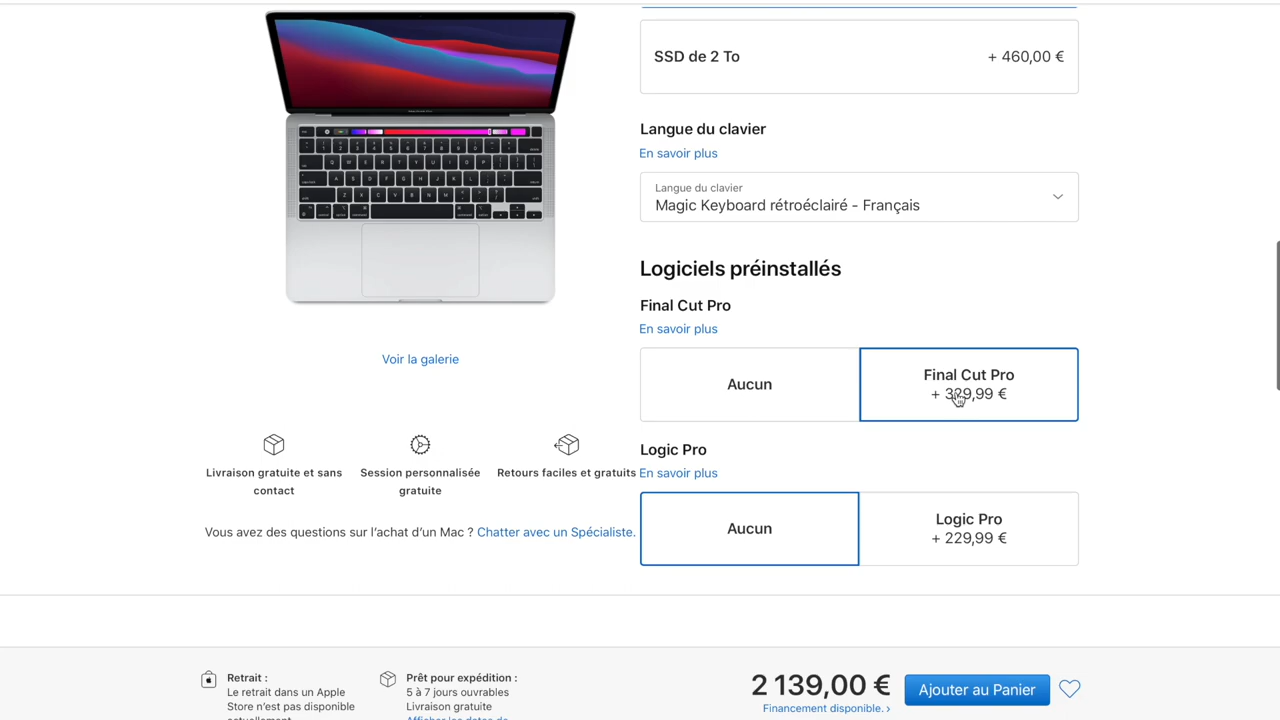 SSD de 2 To
+ 460,00 €
Langue du clavier
En savoir plus
Langue du clavier
Magic Keyboard rétroéclairé - Français
Logiciels préinstallés
Final Cut Pro
En savoir plus
Aucun
Final Cut Pro
+ 329,99 €
Voir la galerie
Livraison gratuite et sans
contact
Session personnalisée
gratuite
Retours faciles et gratuits
Vous avez des questions sur l'achat d'un Mac ? Chatter avec un Spécialiste.
Logic Pro
En savoir plus
Aucun
Logic Pro
+ 229,99 €
Retrait :
Le retrait dans un Apple
Store n'est pas disponible
actuellement
Prêt pour expédition :
5 à 7 jours ouvrables
Livraison gratuite
Afficher les dates de
2 139,00 €
Financement disponible. ›
Ajouter au Panier